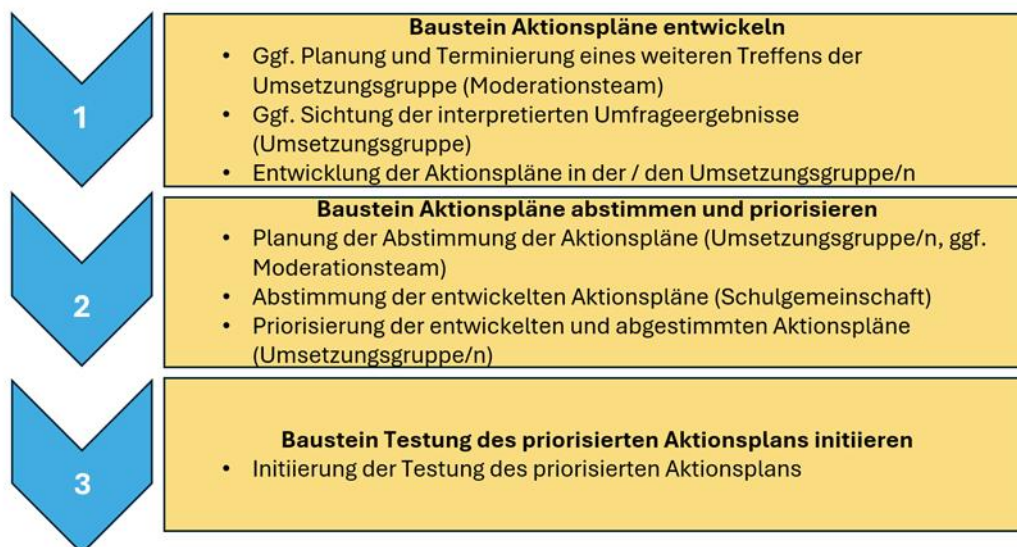 1
Baustein Aktionspläne entwickeln
• Ggf. Planung und Terminierung eines weiteren Treffens der
Umsetzungsgruppe (Moderationsteam)
• Ggf. Sichtung der interpretierten Umfrageergebnisse
(Umsetzungsgruppe)
• Entwicklung der Aktionspläne in der / den Umsetzungsgruppe/n
2
Baustein Aktionspläne abstimmen und priorisieren
• Planung der Abstimmung der Aktionspläne (Umsetzungsgruppe/n, ggf.
Moderationsteam)
• Abstimmung der entwickelten Aktionspläne (Schulgemeinschaft)
• Priorisierung der entwickelten und abgestimmten Aktionspläne
(Umsetzungsgruppe/n)
3
Baustein Testung des priorisierten Aktionsplans initiieren
• Initiierung der Testung des priorisierten Aktionsplans